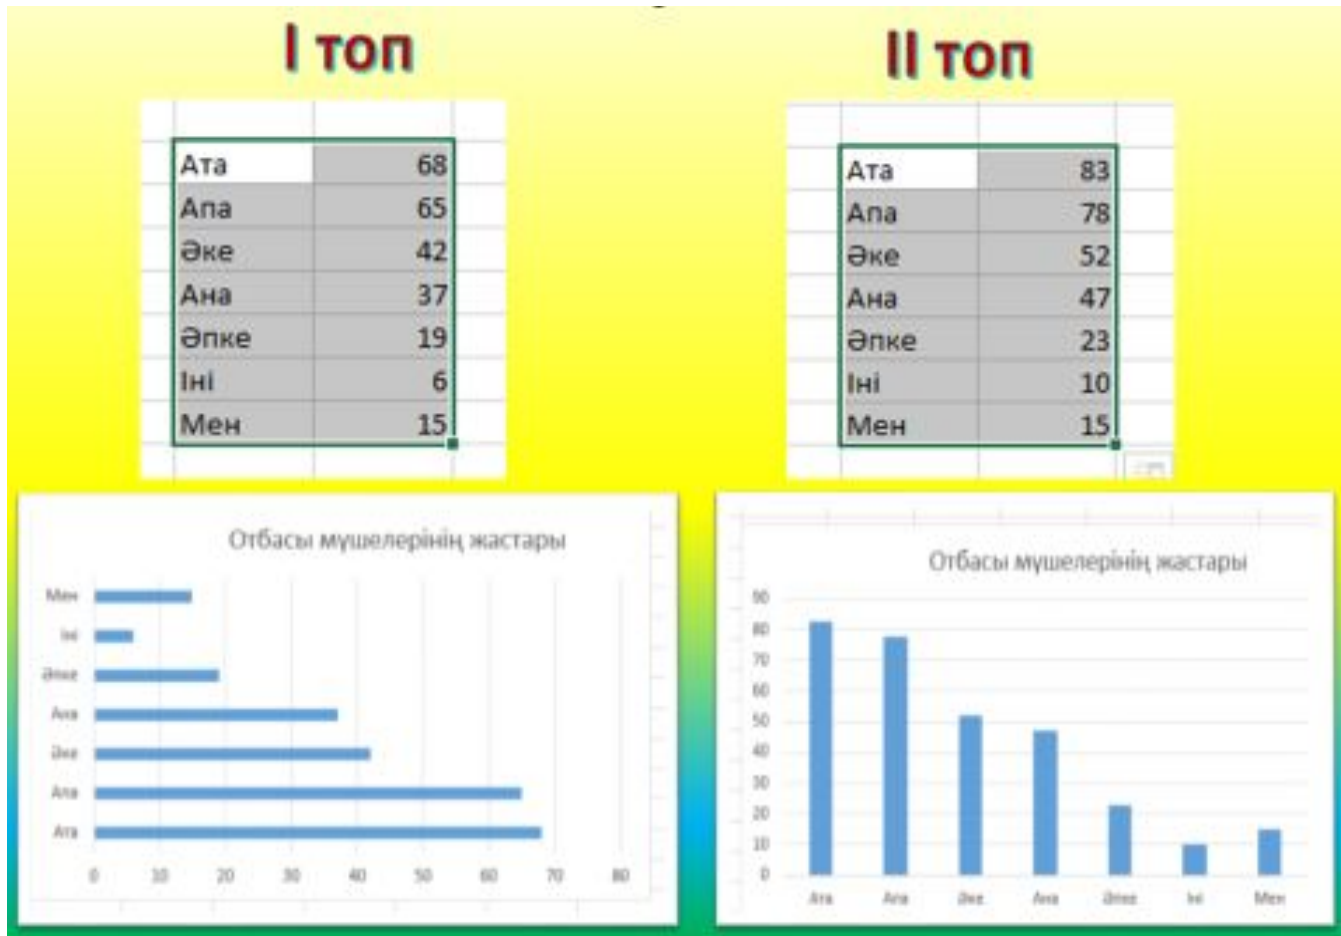 I топ
Ата 68
Апа 65
Әке 42
Ана 37
Әпке 19
Іні 6
Мен 15
Отбасы мүшелерінің жастары
Мен
Іні
Әпке
Ана
Әке
Апа
Ата
0 10 20 30 40 50 60 70 80
II топ
Ата 83
Апа 78
Әке 52
Ана 47
Әпке 23
Іні 10
Мен 15
Отбасы мүшелерінің жастары
90
80
70
60
50
40
30
20
10
0
Ата Апа Әке Ана Әпке Іні Мен